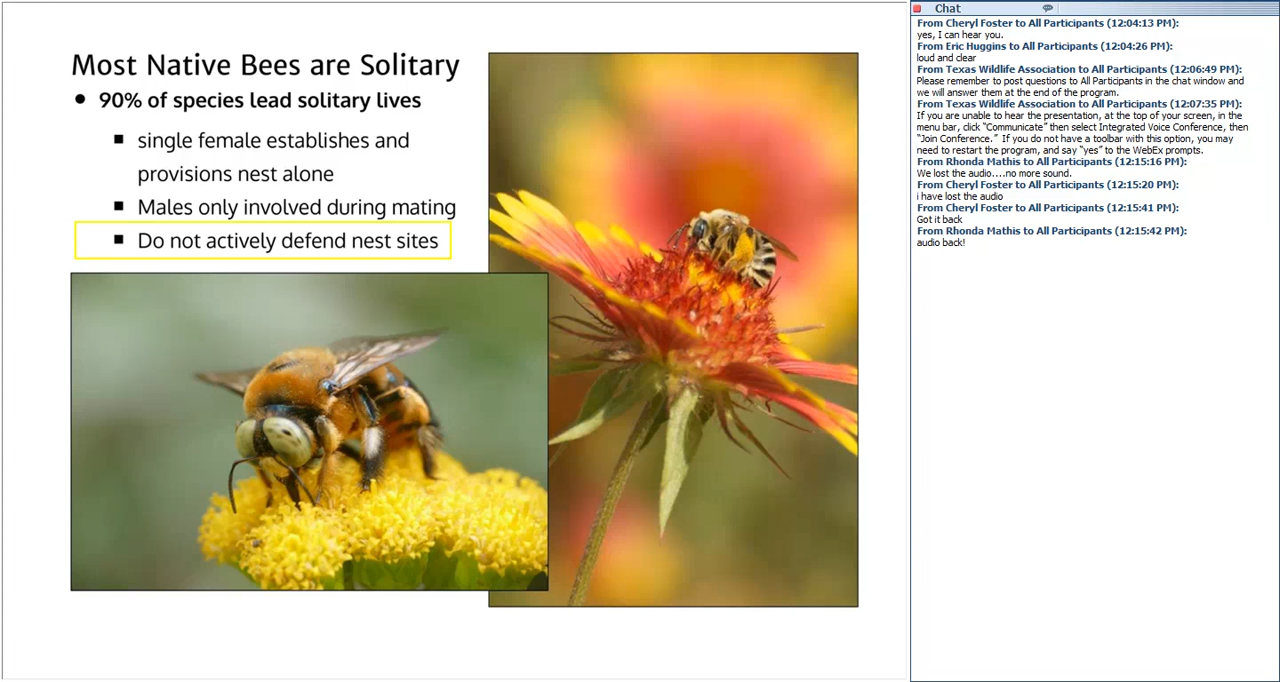 Most Native Bees are Solitary
● 90% of species lead solitary lives
■ single female establishes and
provisions nest alone
■ Males only involved during mating
■ Do not actively defend nest sites
Chat
From Cheryl Foster to All Participants (12:04:13 PM):
yes, I can hear you.
From Eric Huggins to All Participants (12:04:26 PM):
loud and clear
From Texas Wildlife Association to All Participants (12:06:49 PM):
Please remember to post questions to All Participants in the chat window and
we will answer them at the end of the program.
From Texas Wildlife Association to All Participants (12:07:35 PM):
If you are unable to hear the presentation, at the top of your screen, in the
menu bar, click "Communicate" then select Integrated Voice Conference, then
"Join Conference." If you do not have a toolbar with this option, you may
need to restart the program, and say "yes" to the WebEx prompts.
From Rhonda Mathis to All Participants (12:15:16 PM):
We lost the audio....no more sound.
From Cheryl Foster to All Participants (12:15:20 PM):
i have lost the audio
From Cheryl Foster to All Participants (12:15:41 PM):
Got it back
From Rhonda Mathis to All Participants (12:15:42 PM):
audio back!